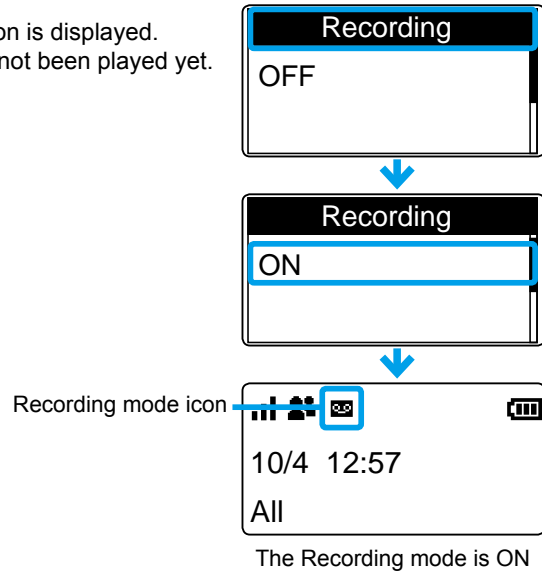 on is displayed.
not been played yet.
Recording
OFF
Recording
ON
Recording mode icon
10/4 12:57
All
The Recording mode is ON